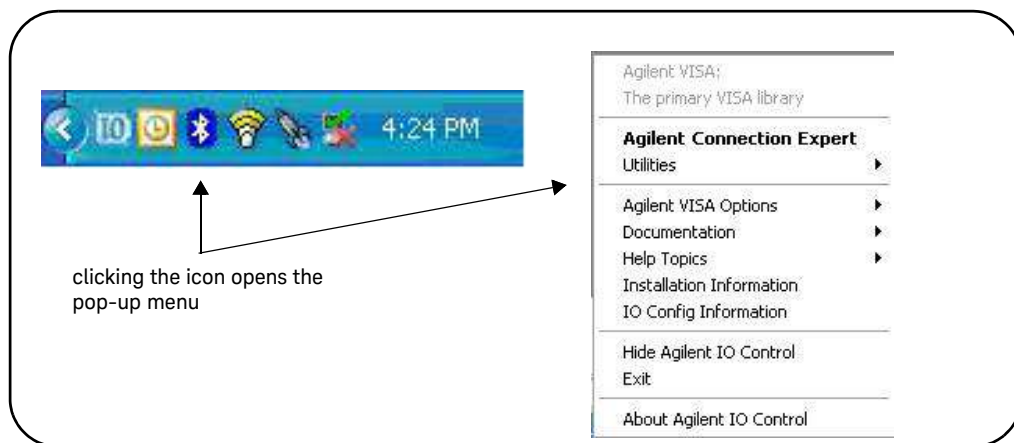 IO
4:24 PM
clicking the icon opens the
pop-up menu
Agilent VISA:
The primary VISA library
Agilent Connection Expert
Utilities
Agilent VISA Options
Documentation
Help Topics
Installation Information
IO Config Information
Hide Agilent IO Control
Exit
About Agilent IO Control